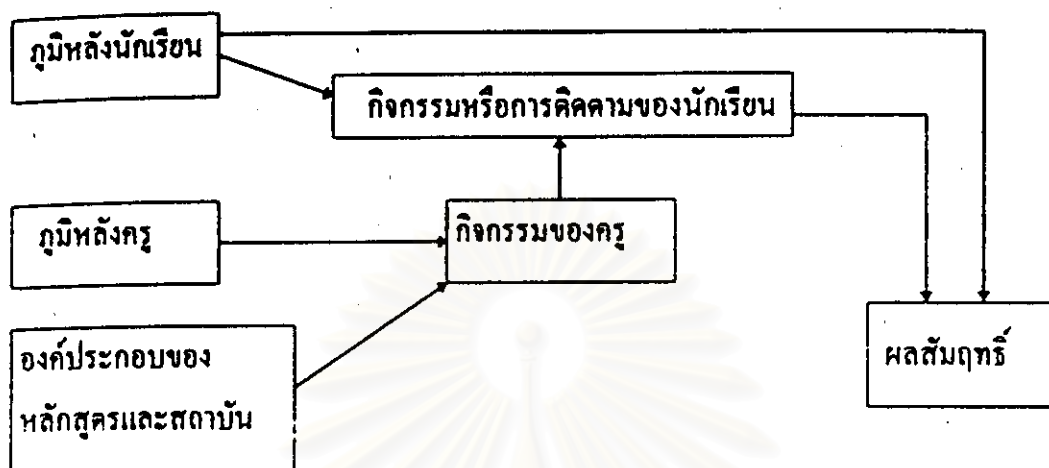 ภูมิหลังนักเรียน
กิจกรรมหรือการติดตามของนักเรียน
ภูมิหลังครู
กิจกรรมของครู
องค์ประกอบของ
หลักสูตรและสถาบัน
ผลสัมฤทธิ์